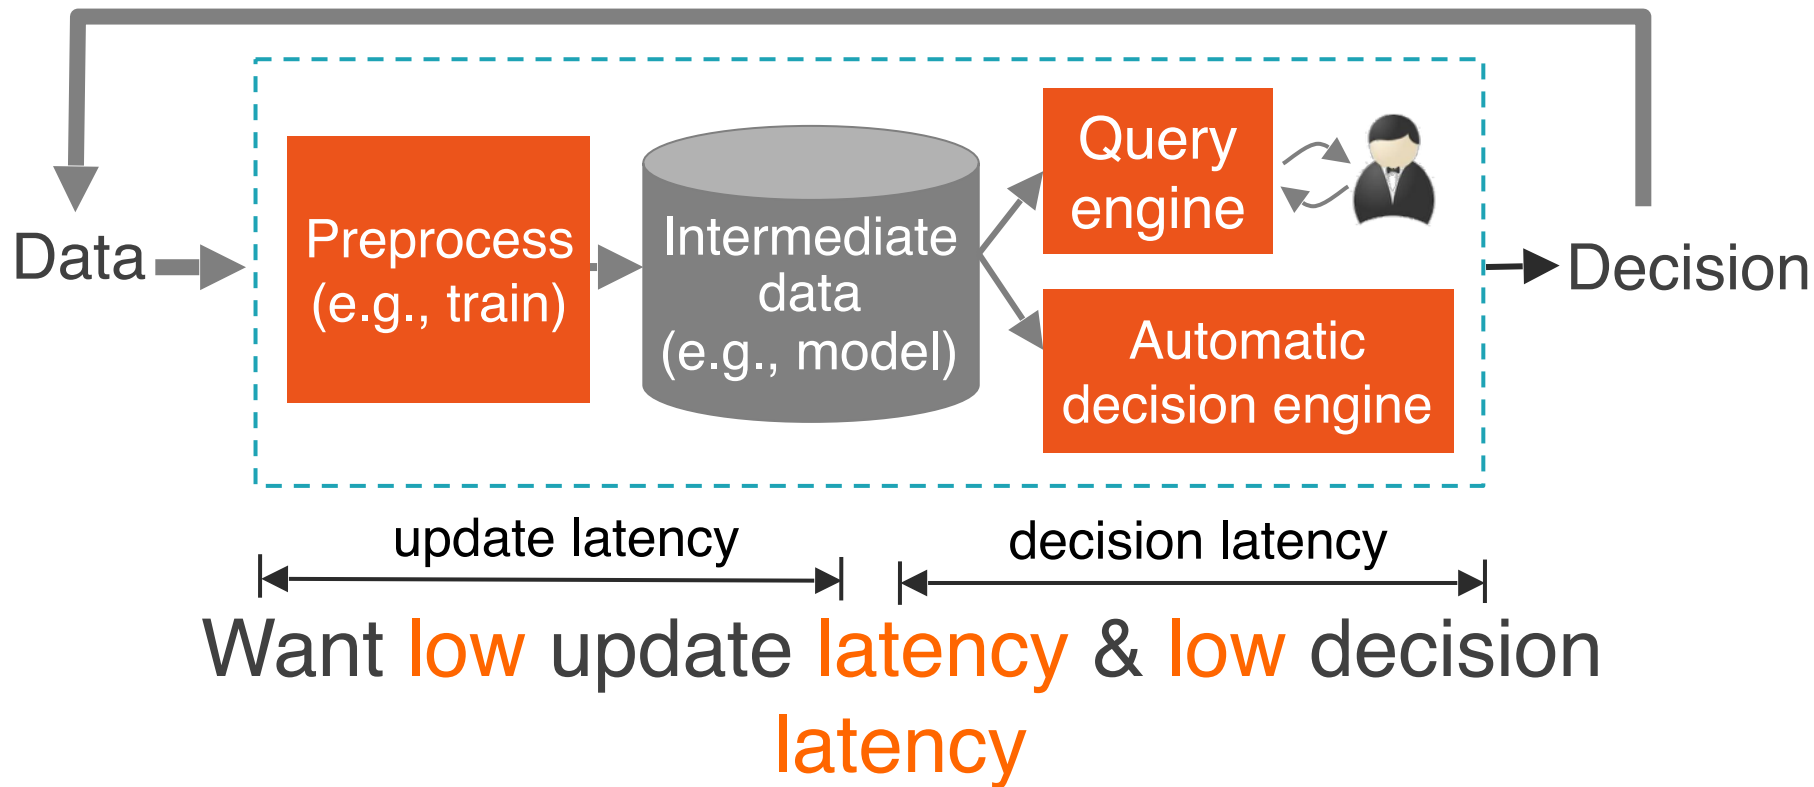 Data
Preprocess
(e.g., train)
Intermediate
data
(e.g., model)
Query
engine
Automatic
decision engine
Decision
update latency
decision latency
Want low update latency & low decision
latency